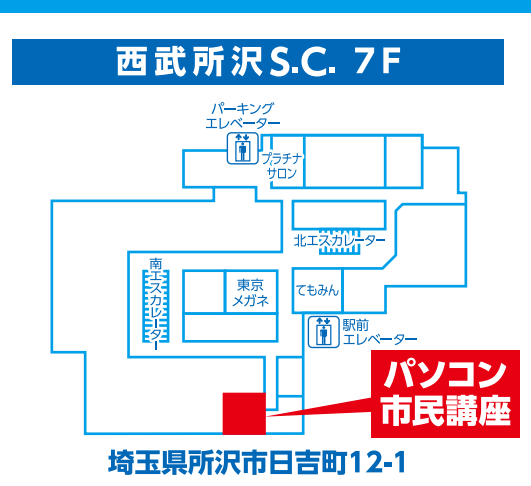 西武所沢S.C. 7F
パーキング
エレベーター
プラチナ
サロン
北エスカレーター
南エスカレーター
東京
メガネ
てもみん
駅前
エレベーター
パソコン
市民講座
埼玉県所沢市日吉町12-1